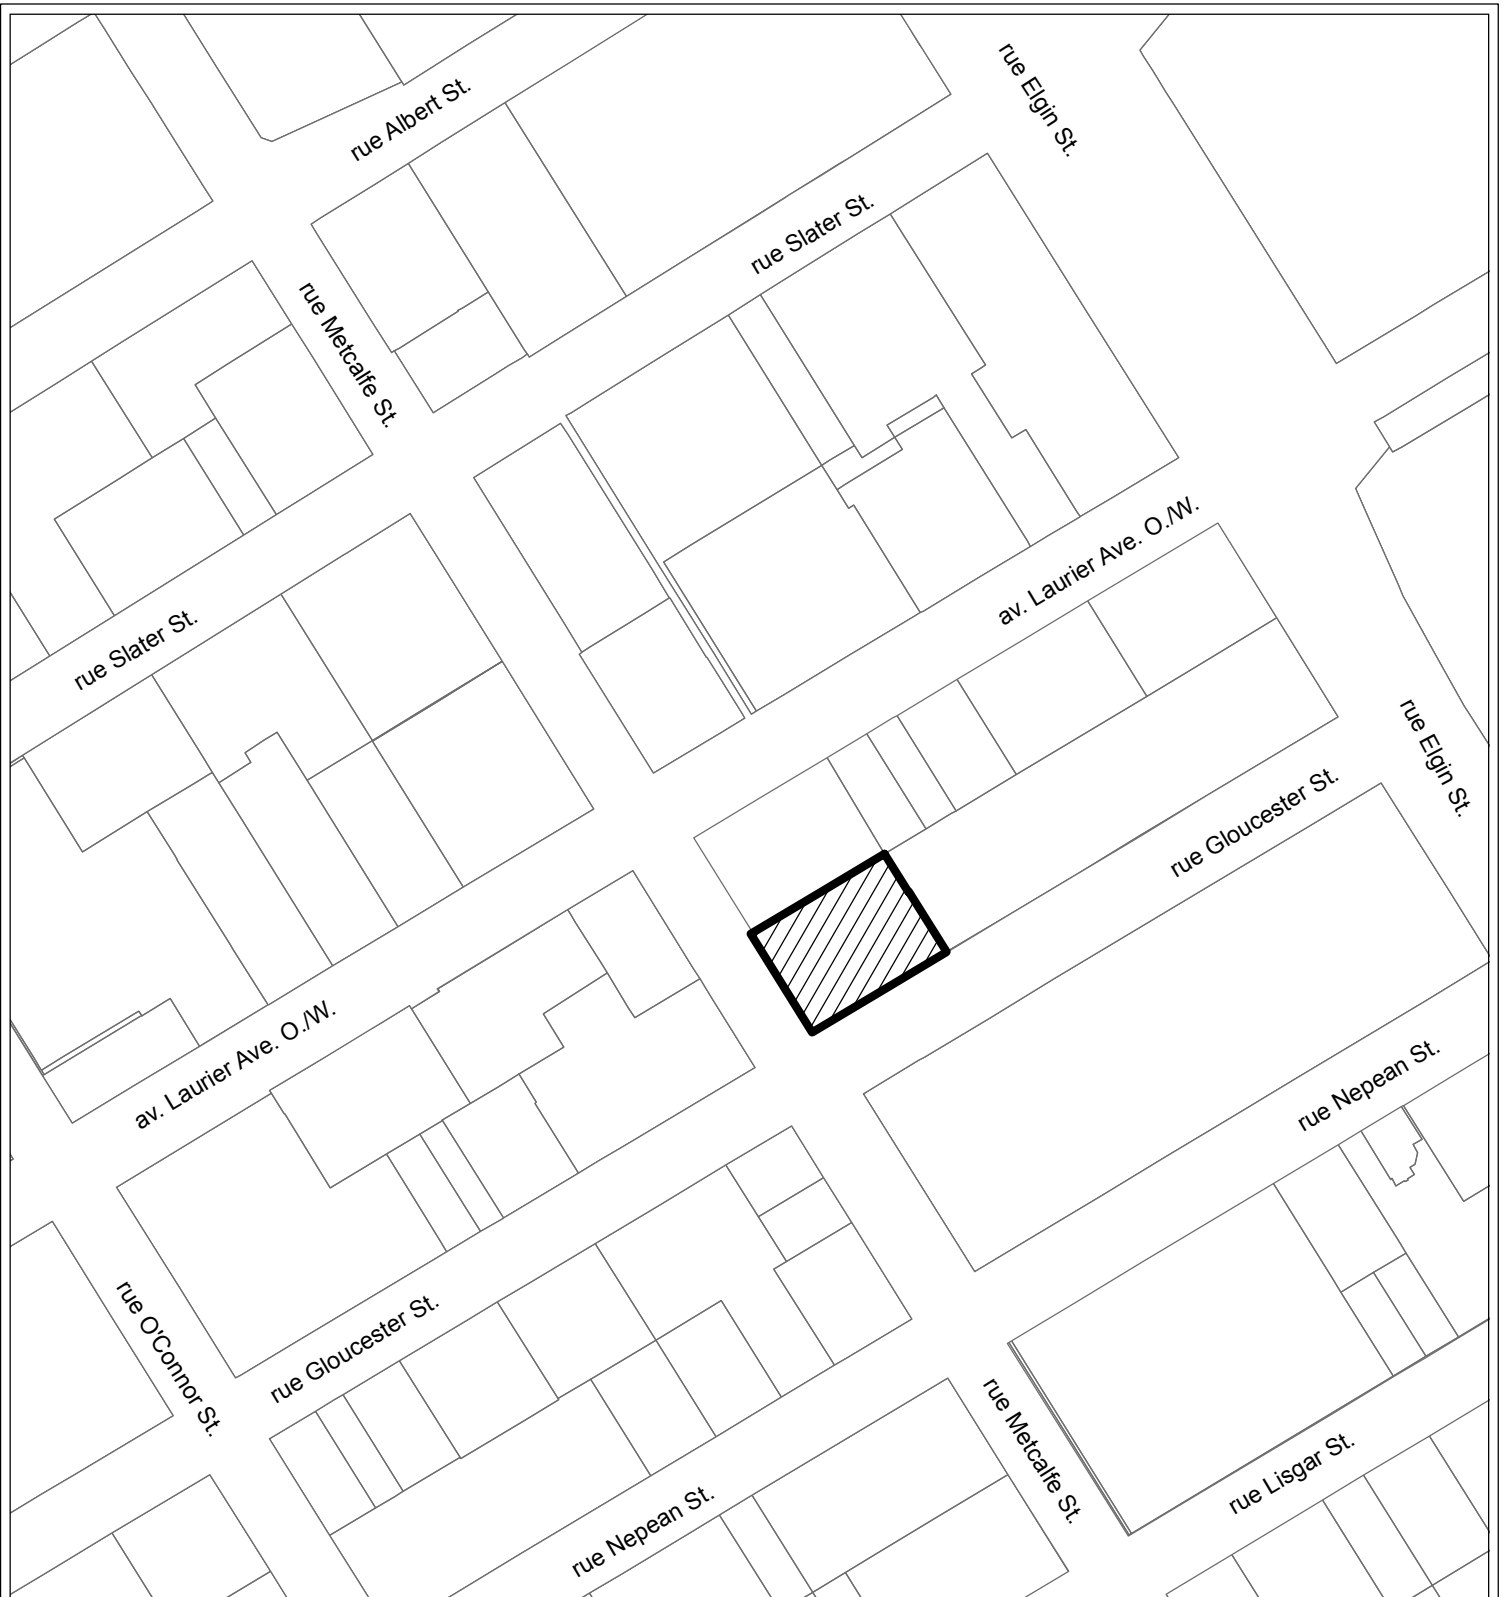 rue Albert St.
rue Elgin St.
rue Slater St.
rue Metcalfe St.
av. Laurier Ave. O./W.
rue Slater St.
rue Elgin St.
rue Gloucester St.
av. Laurier Ave. O./W.
rue Nepean St.
rue O'Connor St.
rue Gloucester St.
rue Metcalfe St.
rue Lisgar St.
rue Nepean St.